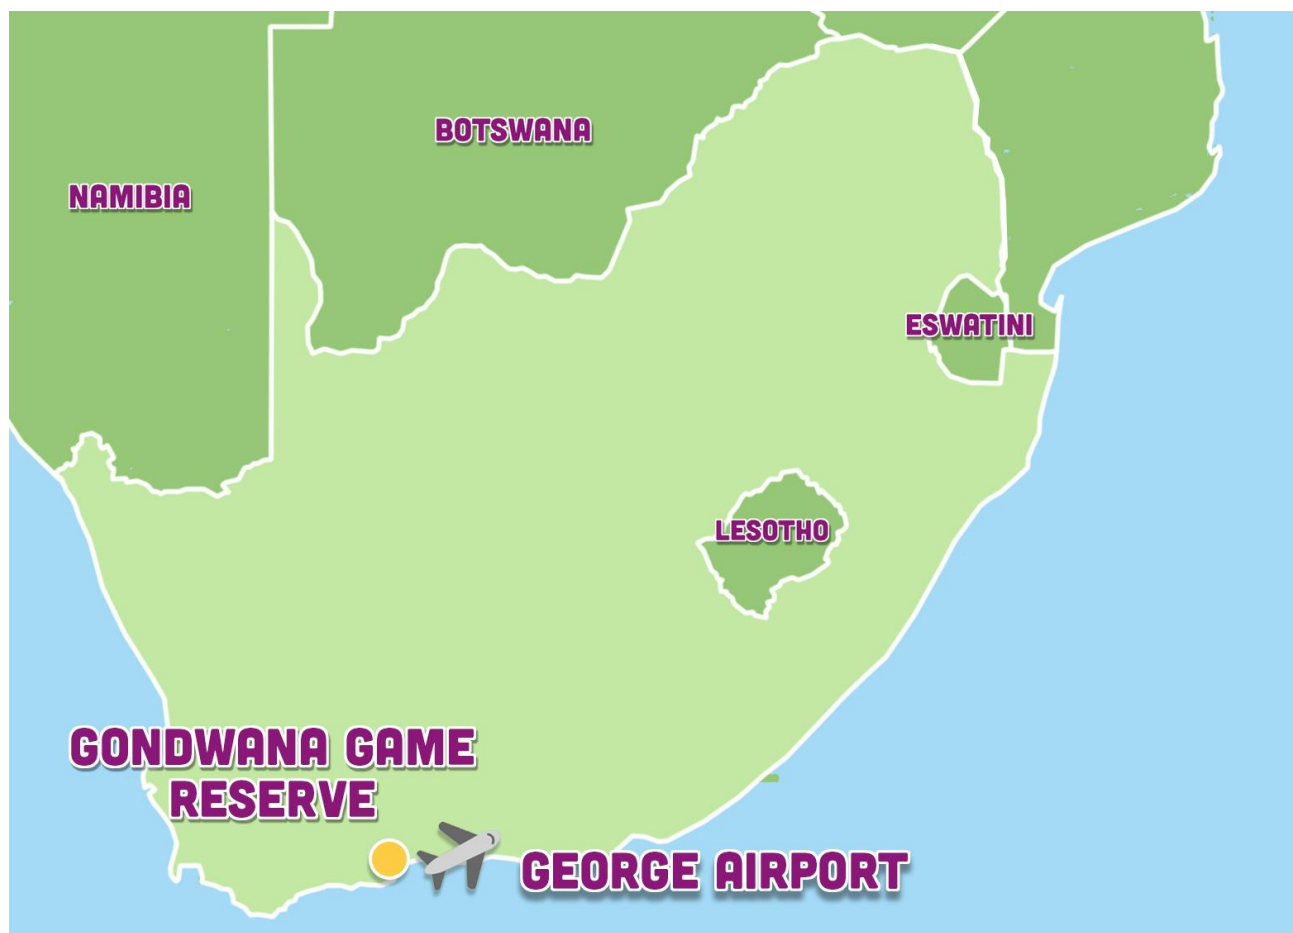 BOTSWANA
NAMIBIA
ESWATINI
LESOTHO
GONDWANA GAME
RESERVE
GEORGE AIRPORT